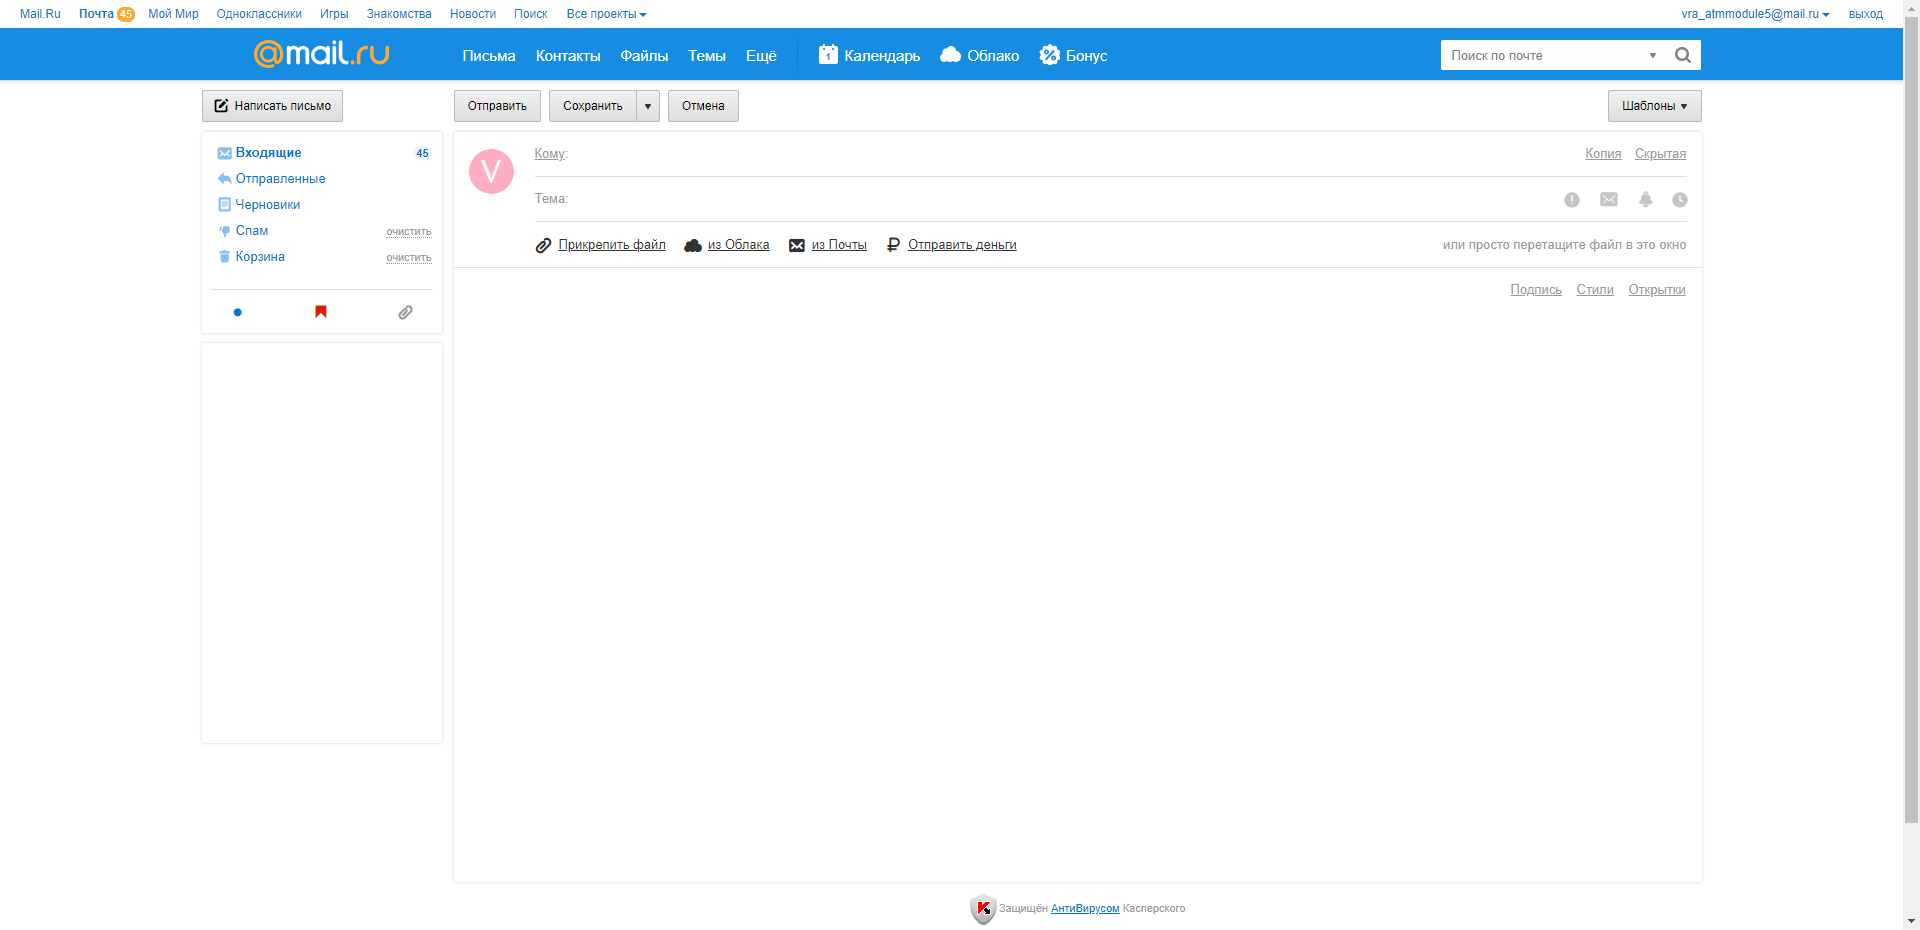 Mail.Ru Почта 45 Мой Мир Одноклассники Игры Знакомства Новости Поиск Все проекты vra_atmmodule5@mail.ru выход
@mail.ru Письма Контакты Файлы Темы Ещё 1 Календарь Облако Бонус Поиск по почте
Написать письмо Отправить Сохранить Отмена Шаблоны
Входящие 45
Отправленные
Черновики
Спам очистить
Корзина очистить
V
Кому: Копия Скрытая
Тема:
Прикрепить файл из Облака из Почты Отправить деньги или просто перетащите файл в это окно
Подпись Стили Открытки
Защищён АнтиВирусом Касперского